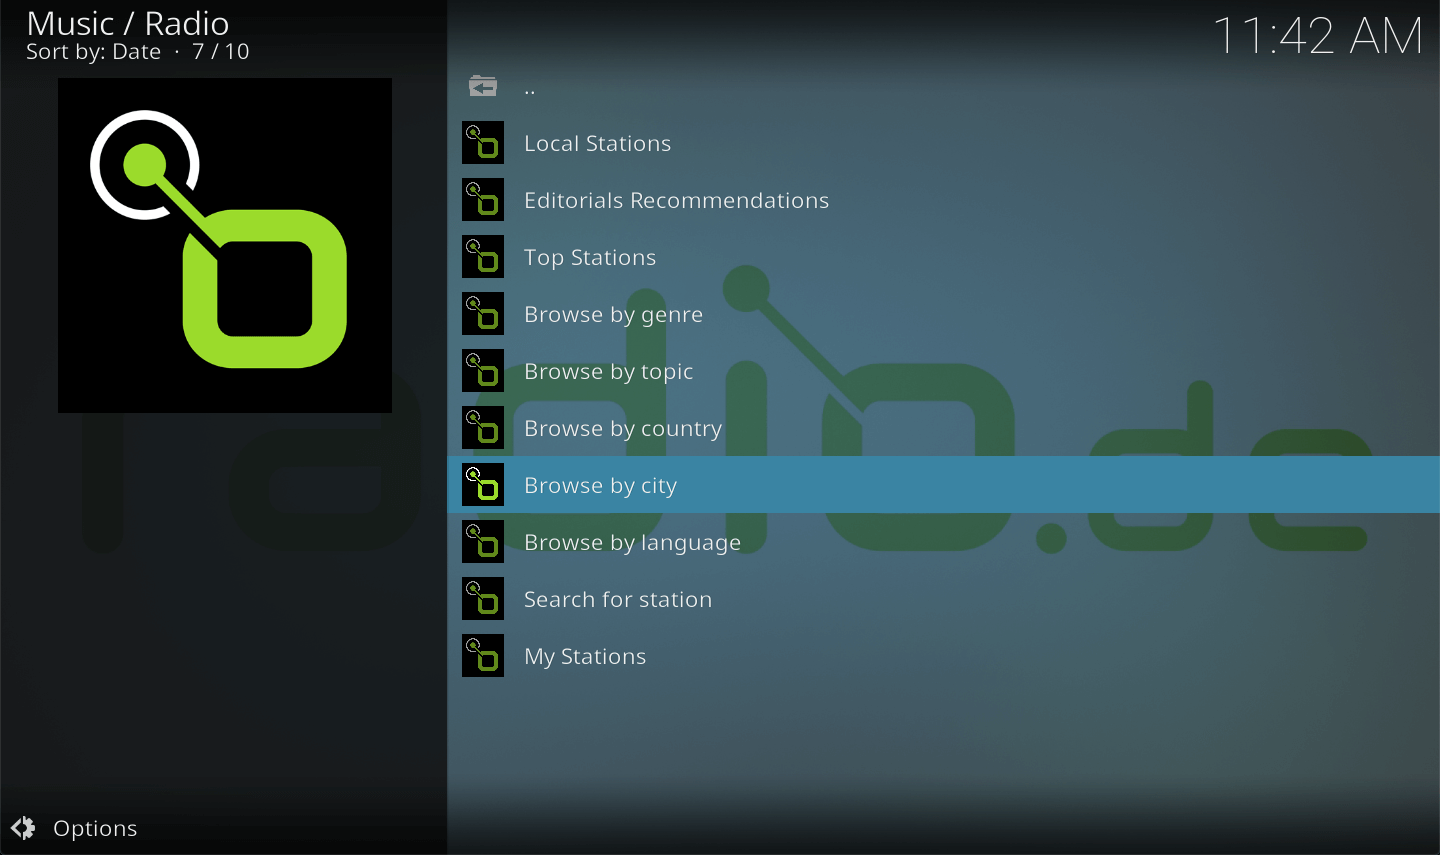 Music / Radio
Sort by: Date · 7 / 10
11:42 AM
..
Local Stations
Editorials Recommendations
Top Stations
Browse by genre
Browse by topic
Browse by country
Browse by city
Browse by language
Search for station
My Stations
radio.de
Options